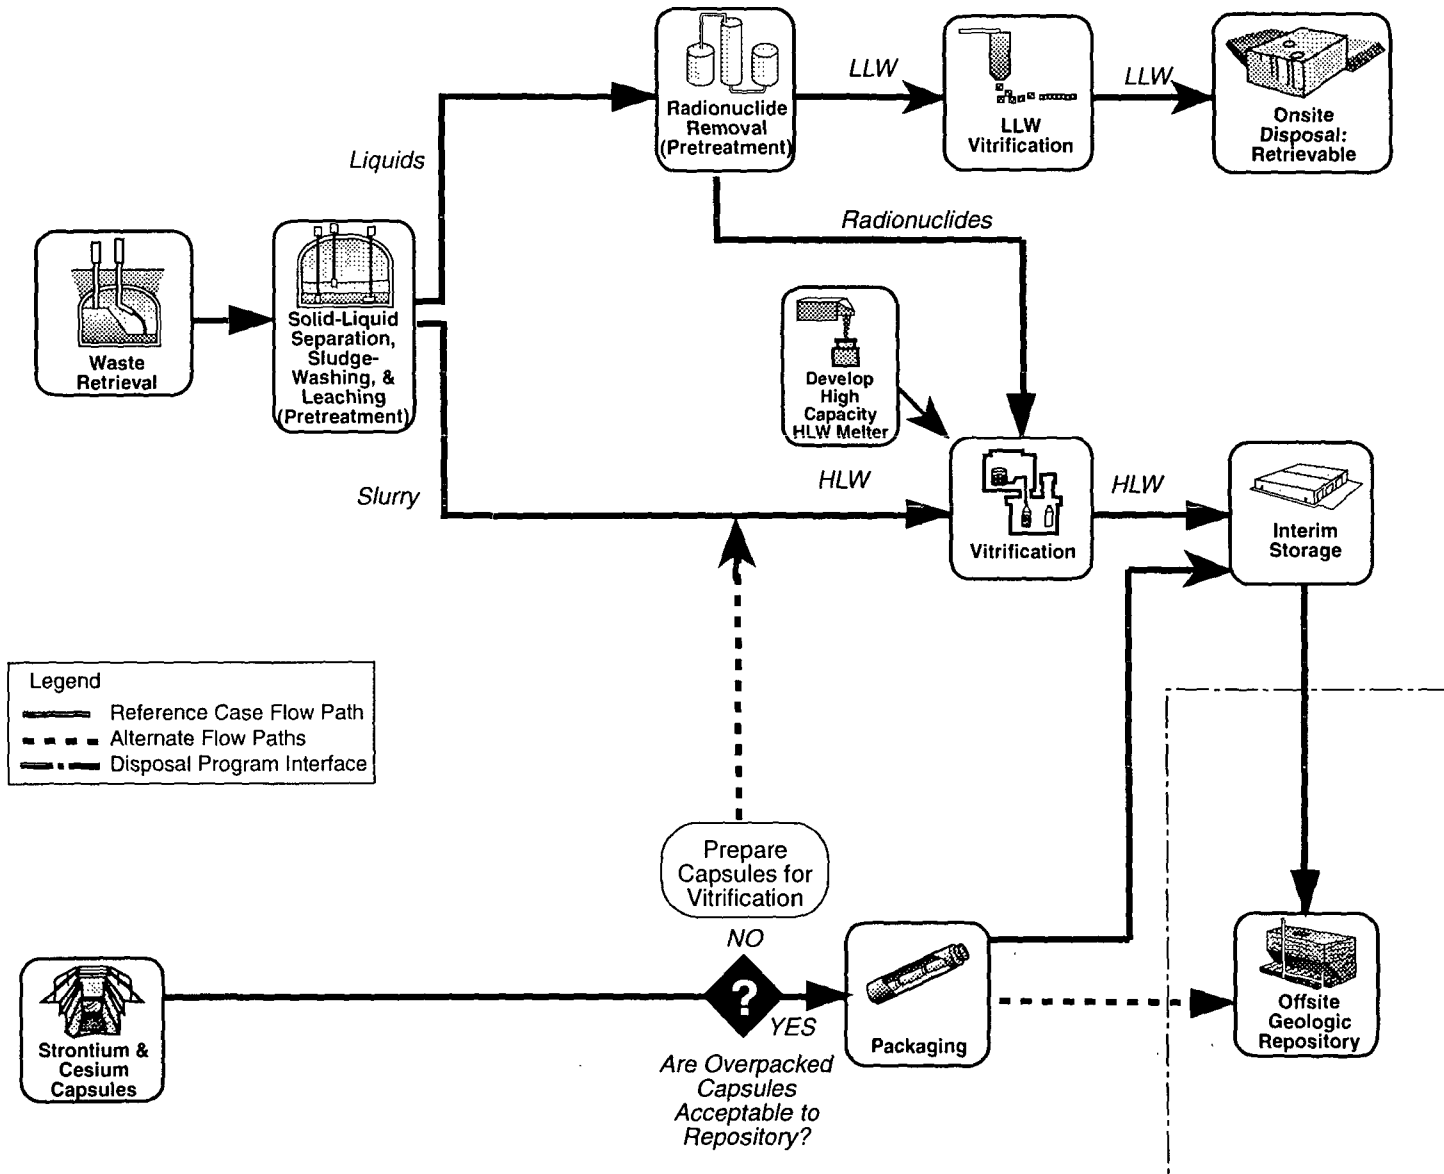 Radionuclide
Removal
(Pretreatment)
LLW
LLW
Vitrification
LLW
Onsite
Disposal:
Retrievable
Liquids
Radionuclides
Waste
Retrieval
Solid-Liquid
Separation,
Sludge-
Washing, &
Leaching
(Pretreatment)
Develop
High
Capacity
HLW Melter
Slurry
HLW
Vitrification
HLW
Interim
Storage
Legend
Reference Case Flow Path
Alternate Flow Paths
Disposal Program Interface
Prepare
Capsules for
Vitrification
NO
?
YES
Are Overpacked
Capsules
Acceptable to
Repository?
Strontium &
Cesium
Capsules
Packaging
Offsite
Geologic
Repository